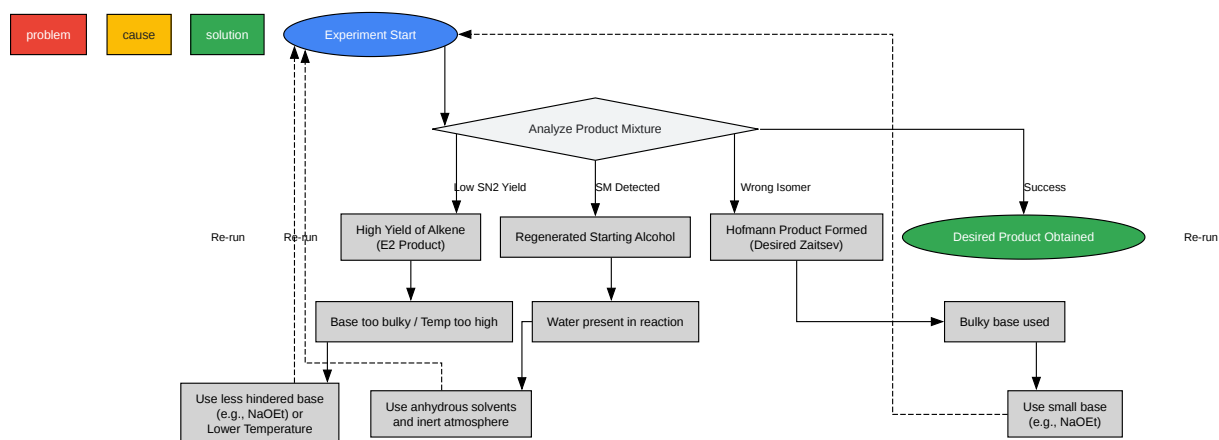 problem
cause
solution
Experiment Start
Analyze Product Mixture
Low SN2 Yield
SM Detected
Wrong Isomer
Success
Re-run
Re-run
High Yield of Alkene
(E2 Product)
Regenerated Starting Alcohol
Hofmann Product Formed
(Desired Zaitsev)
Desired Product Obtained
Re-run
Base too bulky / Temp too high
Water present in reaction
Bulky base used
Use less hindered base
(e.g., NaOEt) or
Lower Temperature
Use anhydrous solvents
and inert atmosphere
Use small base
(e.g., NaOEt)